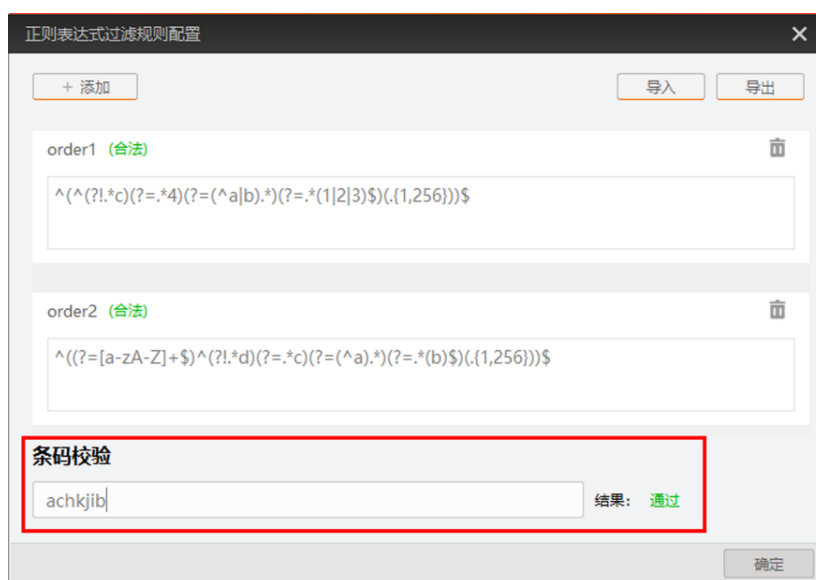 正则表达式过滤规则配置
+ 添加 导入 导出
order1 (合法)
^(^(?!.*c)(?=.*4)(?=(^a|b).*)(?=.*(1|2|3)$)(.{1,256}))$
order2 (合法)
^((?=[a-zA-Z]+$)^(?!.*d)(?=.*c)(?=(^a).*)(?=.*(b)$)(.{1,256}))$
条码校验
achkjib 结果： 通过
确定